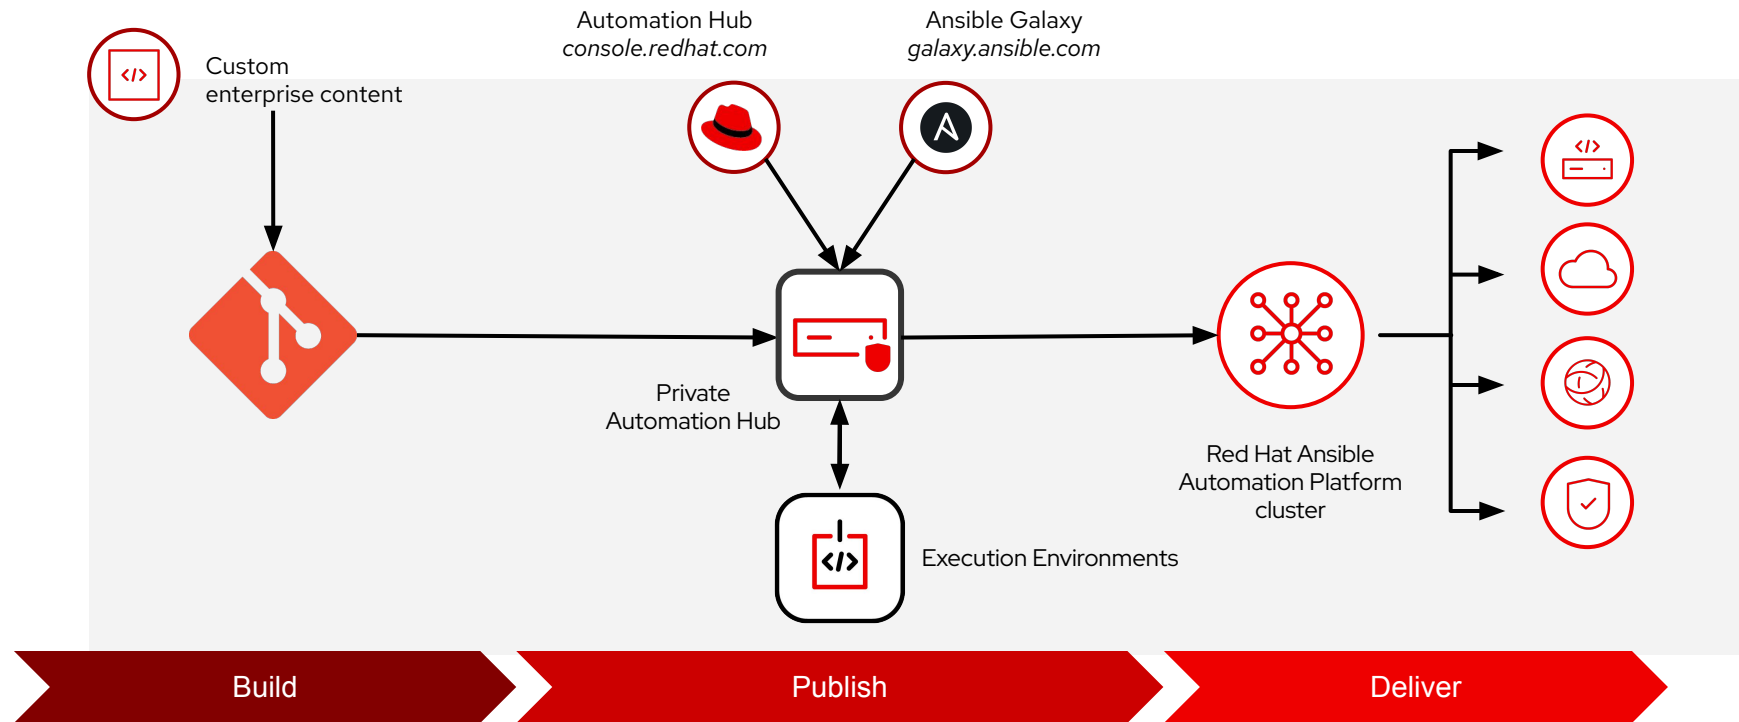 Automation Hub
console.redhat.com
Ansible Galaxy
galaxy.ansible.com
</>
Custom
enterprise content
</>
Private
Automation Hub
Red Hat Ansible
Automation Platform
cluster
</>
Execution Environments
Build
Publish
Deliver